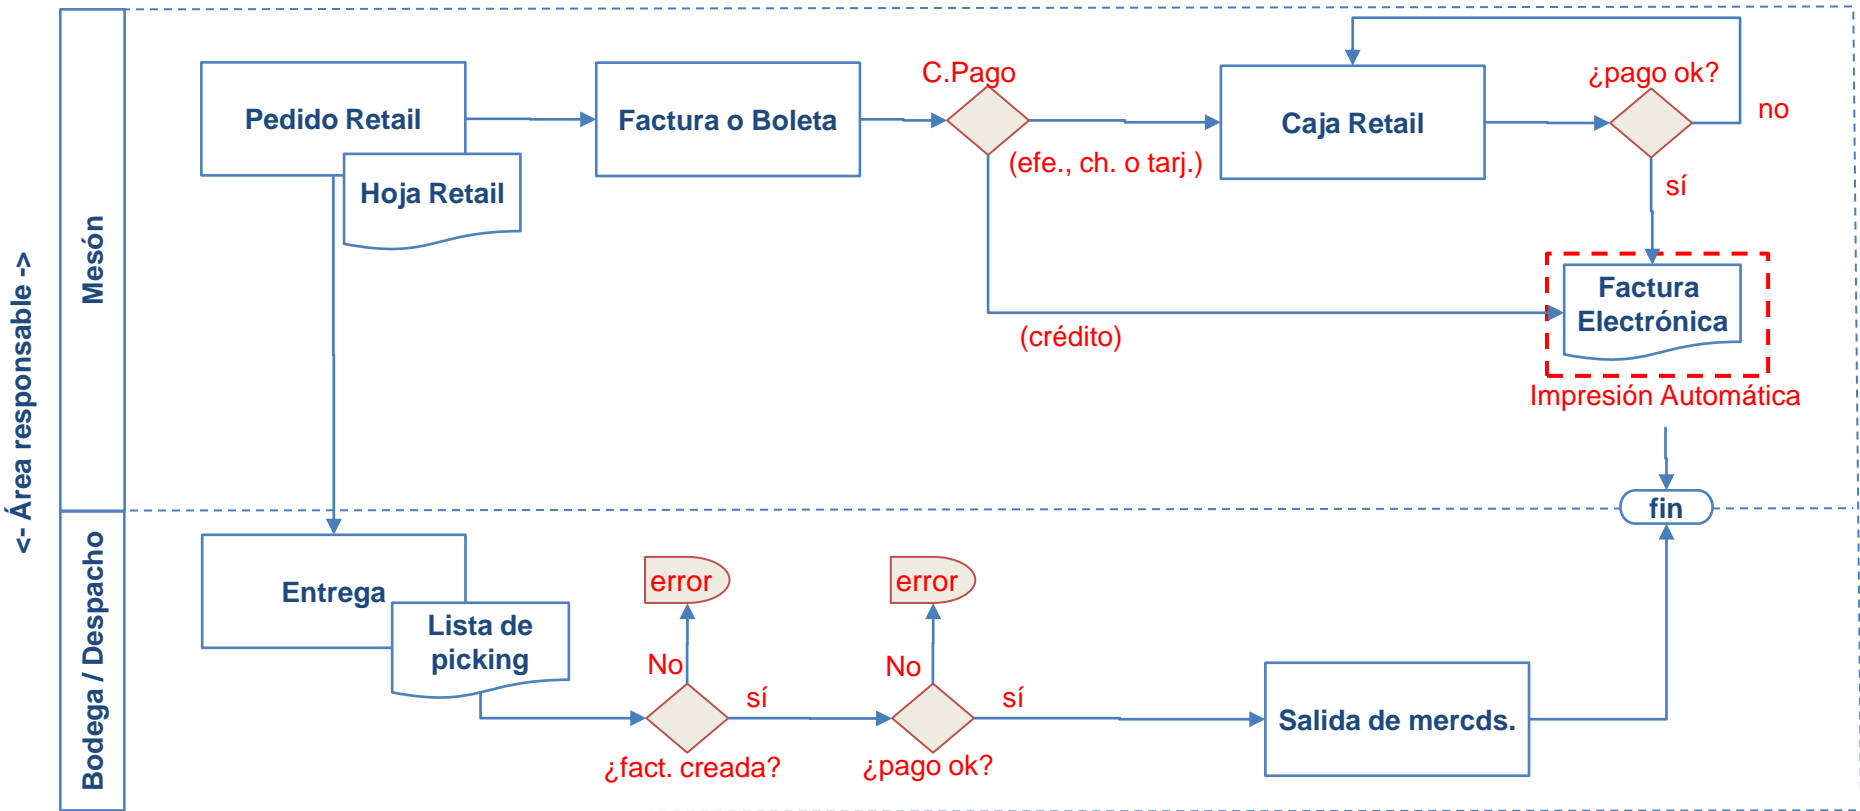 <- Área responsable ->
Mesón
Pedido Retail
Hoja Retail
Factura o Boleta
C.Pago
(efe., ch. o tarj.)
(crédito)
Caja Retail
¿pago ok?
no
sí
Factura
Electrónica
Impresión Automática
fin
Bodega / Despacho
Entrega
Lista de
picking
error
No
sí
¿fact. creada?
error
No
sí
¿pago ok?
Salida de mercds.